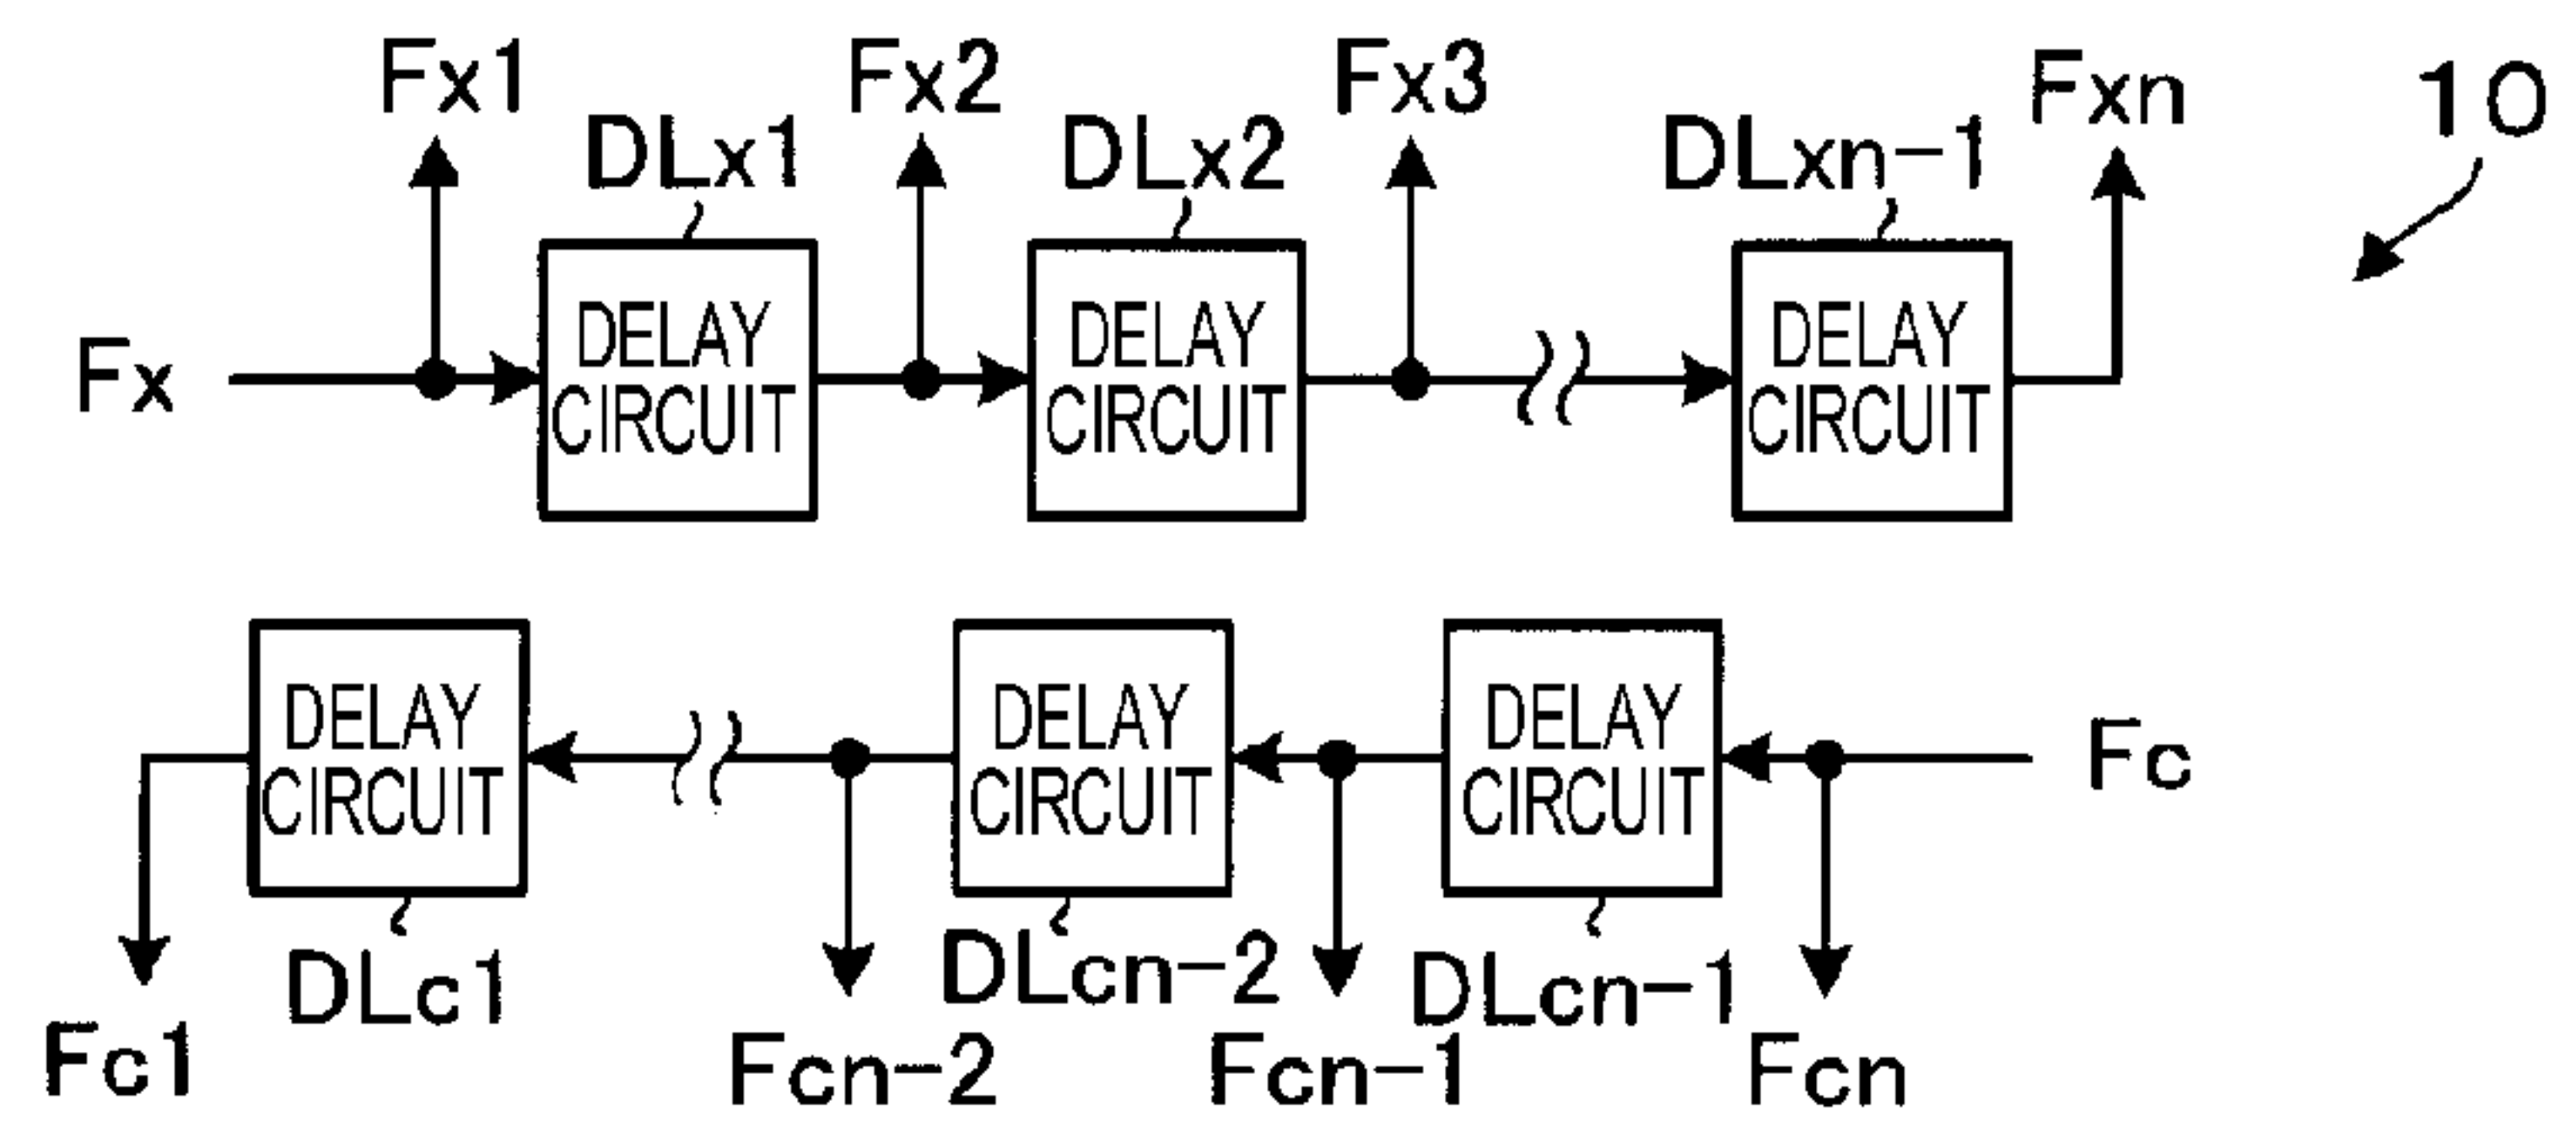 Fx1
Fx2
Fx3
Fxn
10
DLx1
DLx2
DLxn-1
Fx
DELAY
CIRCUIT
DELAY
CIRCUIT
DELAY
CIRCUIT
DELAY
CIRCUIT
DELAY
CIRCUIT
DELAY
CIRCUIT
Fc
DLc1
DLcn-2
DLcn-1
Fc1
Fcn-2
Fcn-1
Fcn